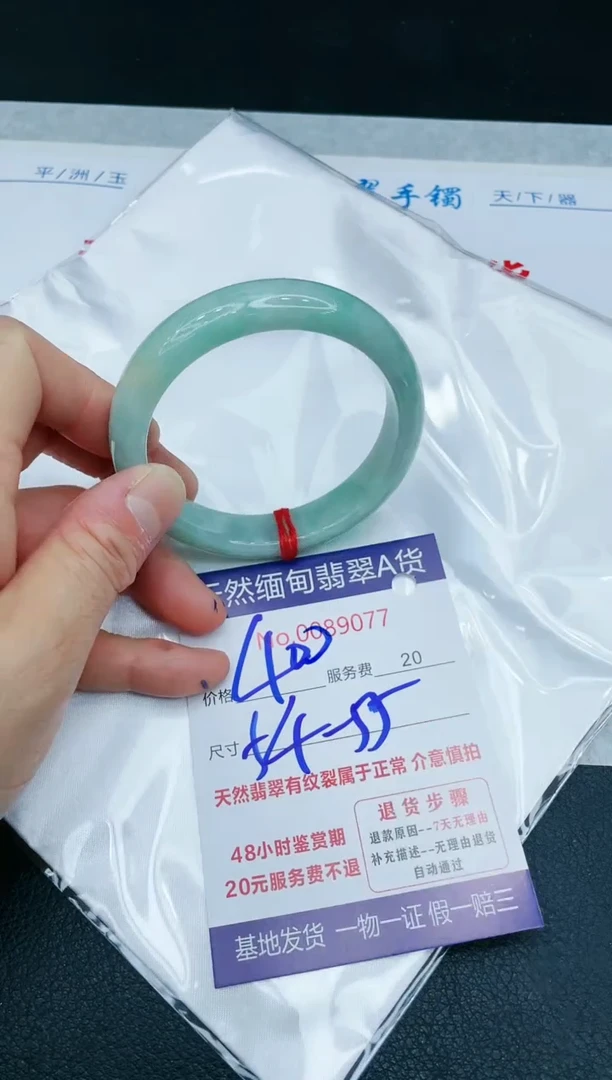 平/洲/玉
手镯
天/下/器
天然缅甸翡翠A货
No.0089077
价格 400 服务费 20
尺寸 54-55
天然翡翠有纹裂属于正常 介意慎拍
48小时鉴赏期
20元服务费不退
退货步骤
退款原因--7天无理由
补充描述--无理由退货
自动通过
基地发货 一物一证 假一赔三